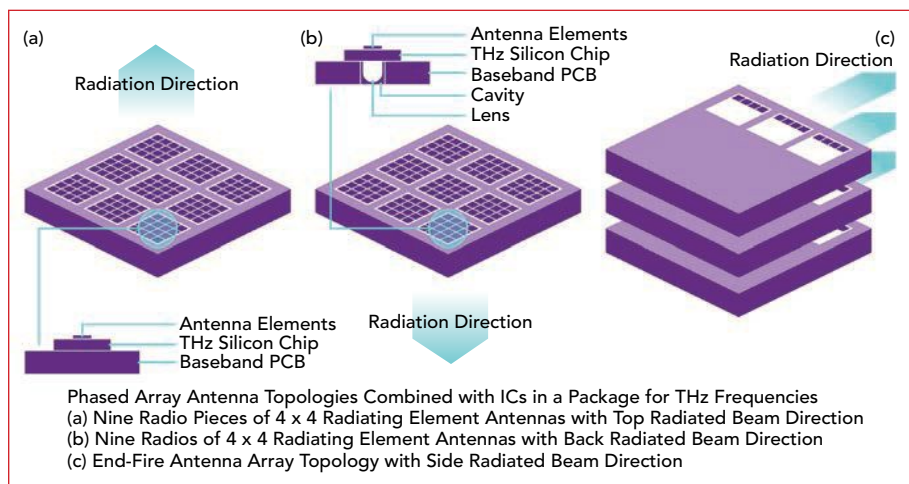 (a)
Radiation Direction
Antenna Elements
THz Silicon Chip
Baseband PCB
(b)
Antenna Elements
THz Silicon Chip
Baseband PCB
Cavity
Lens
Radiation Direction
(c)
Radiation Direction
Phased Array Antenna Topologies Combined with ICs in a Package for THz Frequencies
(a) Nine Radio Pieces of 4 x 4 Radiating Element Antennas with Top Radiated Beam Direction
(b) Nine Radios of 4 x 4 Radiating Element Antennas with Back Radiated Beam Direction
(c) End-Fire Antenna Array Topology with Side Radiated Beam Direction